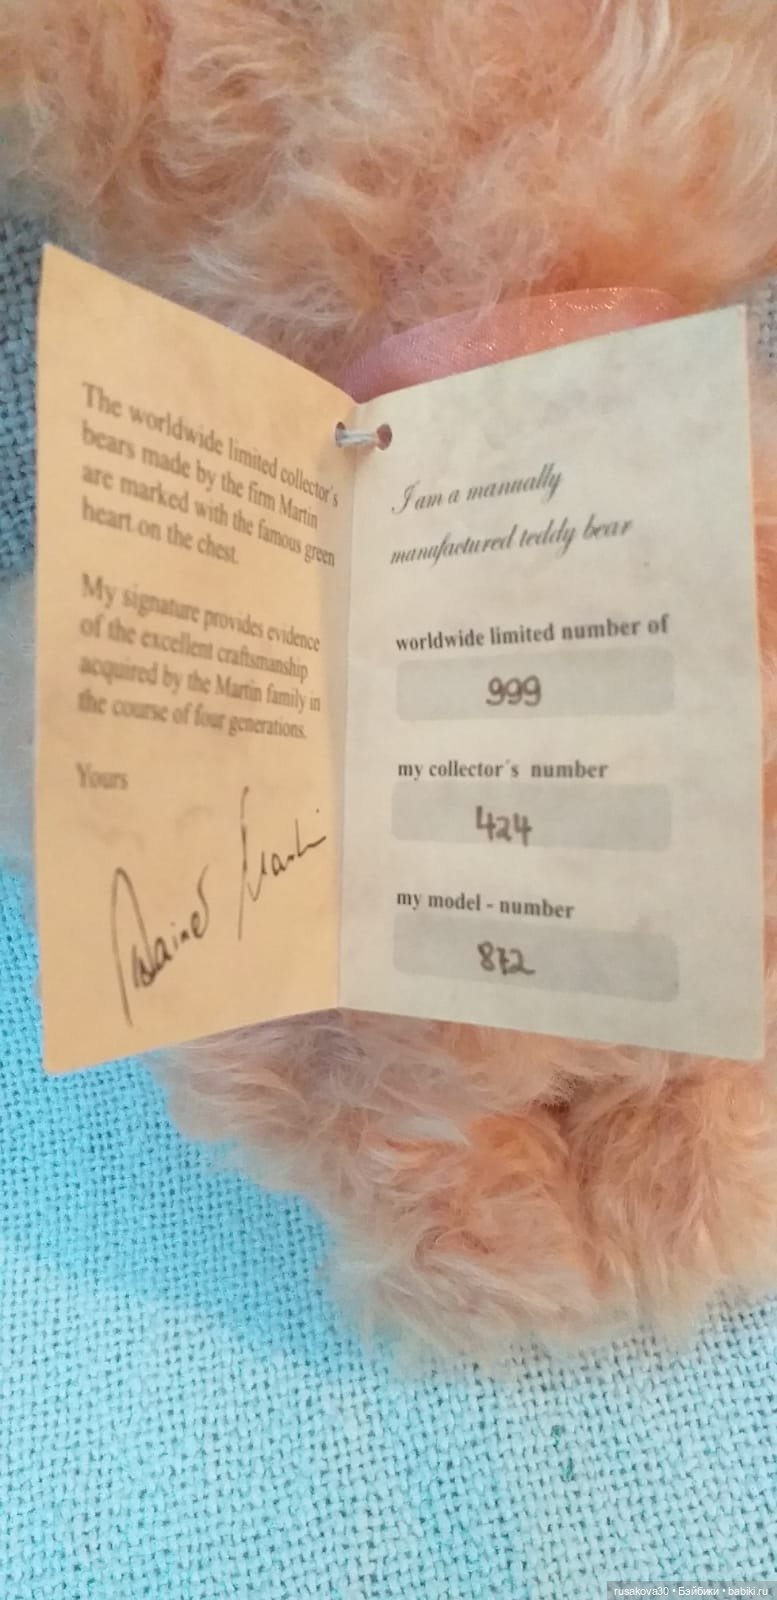 The worldwide limited collector's
bears made by the firm Martin
are marked with the famous green
heart on the chest.
My signature provides evidence
of the excellent craftsmanship
acquired by the Martin family in
the course of four generations.
Yours
Rainer Martin
I am a manually
manufactured teddy bear
worldwide limited number of
999
my collector´s number
424
my model - number
872
rusakova30 • Бэйбики • babiki.ru